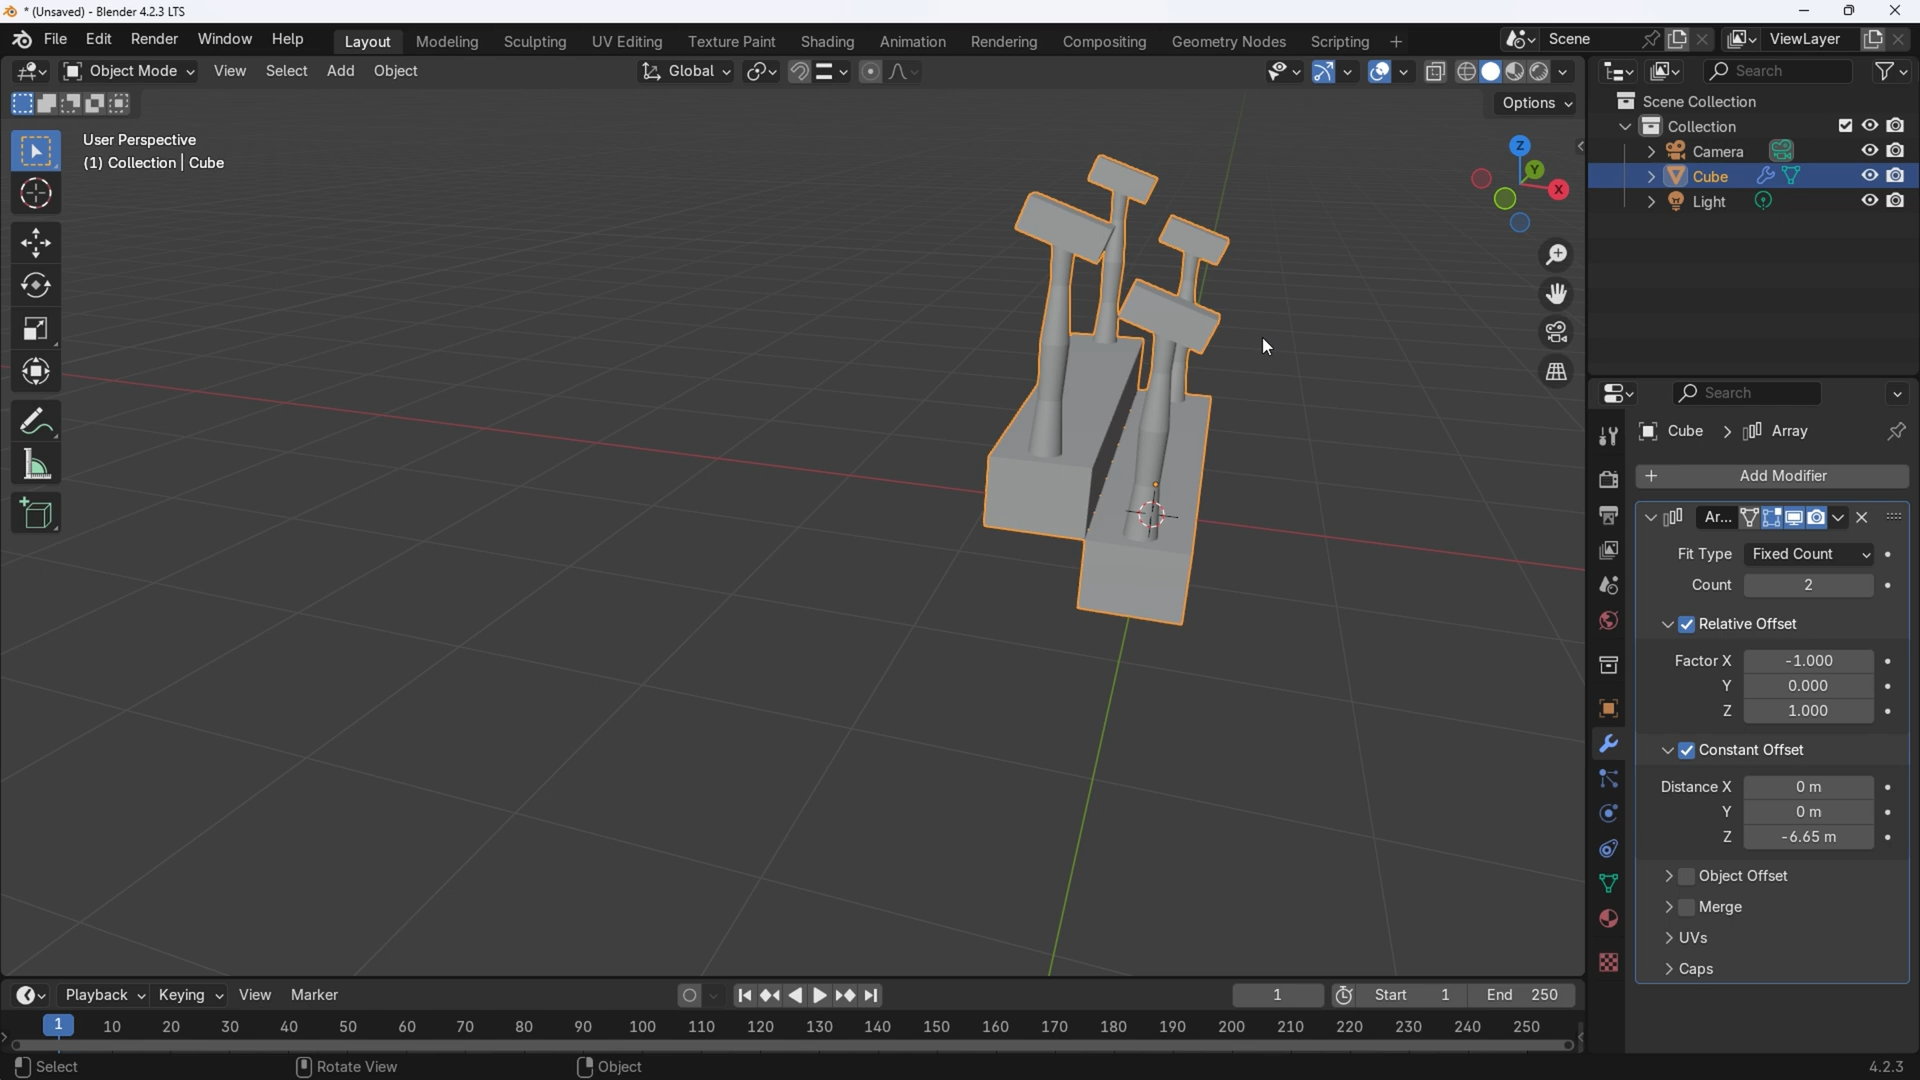 * (Unsaved) - Blender 4.2.3 LTS
File Edit Render Window Help Layout Modeling Sculpting UV Editing Texture Paint Shading Animation Rendering Compositing Geometry Nodes Scripting + Scene ViewLayer
Object Mode View Select Add Object Global Search
Options
User Perspective
(1) Collection | Cube
Z
Y
X
Scene Collection
Collection
Camera
Cube
Light
Search
Cube > Array
+ Add Modifier
Ar...
Fit Type Fixed Count
Count 2
Relative Offset
Factor X -1.000
Y 0.000
Z 1.000
Constant Offset
Distance X 0 m
Y 0 m
Z -6.65 m
Object Offset
Merge
UVs
Caps
Playback Keying View Marker 1 Start 1 End 250
1 10 20 30 40 50 60 70 80 90 100 110 120 130 140 150 160 170 180 190 200 210 220 230 240 250
Select Rotate View Object 4.2.3